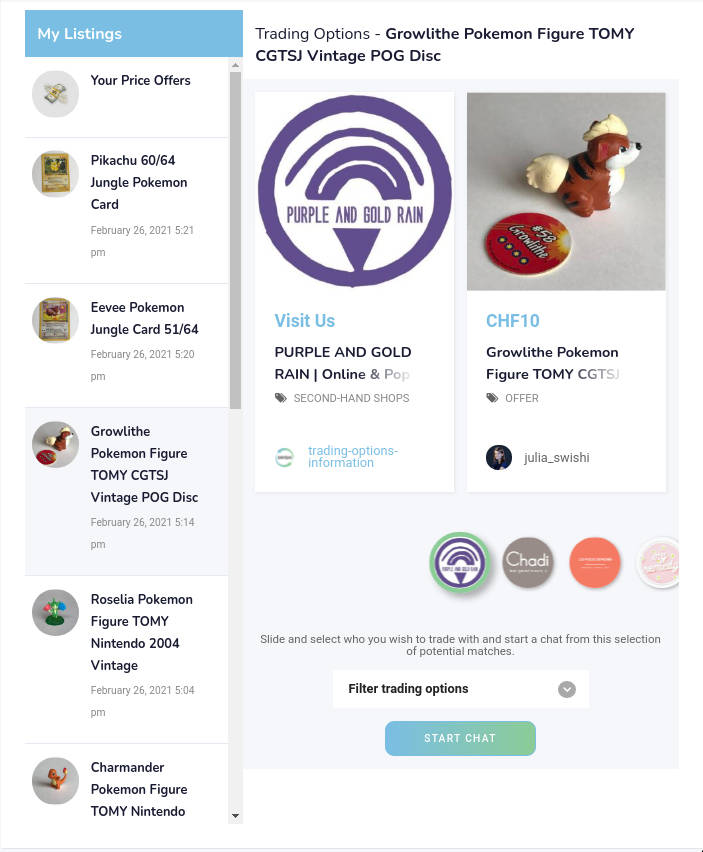 My Listings
Your Price Offers
Pikachu 60/64
Jungle Pokemon
Card
February 26, 2021 5:21
pm
Eevee Pokemon
Jungle Card 51/64
February 26, 2021 5:20
pm
Growlithe
Pokemon Figure
TOMY CGTSJ
Vintage POG Disc
February 26, 2021 5:14
pm
Roselia Pokemon
Figure TOMY
Nintendo 2004
Vintage
February 26, 2021 5:04
pm
Charmander
Pokemon Figure
TOMY Nintendo
Trading Options - Growlithe Pokemon Figure TOMY
CGTSJ Vintage POG Disc
PURPLE AND GOLD RAIN
Visit Us
PURPLE AND GOLD
RAIN | Online & Pop
SECOND-HAND SHOPS
trading-options-
information
#58
Growlithe
CHF10
Growlithe Pokemon
Figure TOMY CGTSJ
OFFER
julia_swishi
Chadi
Slide and select who you wish to trade with and start a chat from this selection
of potential matches.
Filter trading options
START CHAT